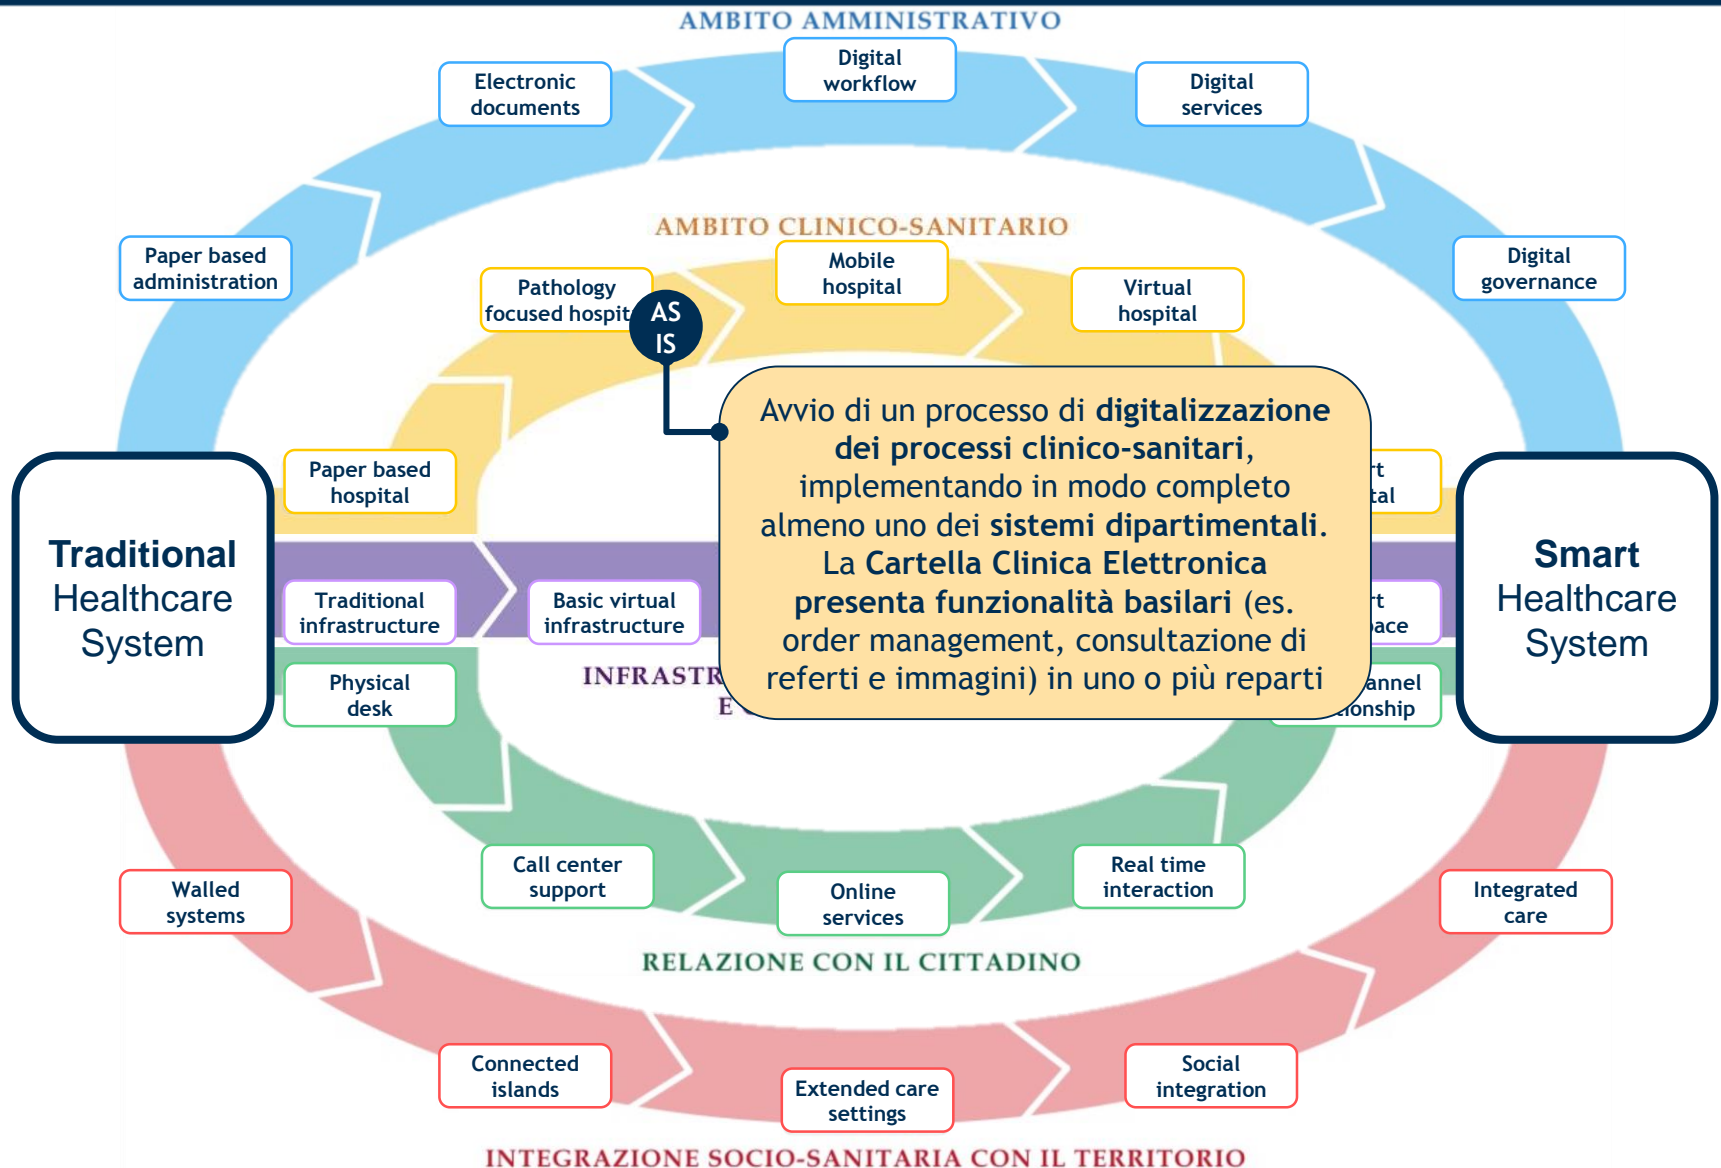 AMBITO AMMINISTRATIVO
Digital
workflow
Electronic
documents
Digital
services
Paper based
administration
Digital
governance
AMBITO CLINICO-SANITARIO
Mobile
hospital
Pathology
focused
Virtual
hospital
AS
IS
Paper based
hospital
Avvio di un processo di digitalizzazione
dei processi clinico-sanitari,
implementando in modo completo
almeno uno dei sistemi dipartimentali.
La Cartella Clinica Elettronica
presenta funzionalità basilari (es.
order management, consultazione di
referti e immagini) in uno o più reparti
Traditional
Healthcare
System
Smart
Healthcare
System
Traditional
infrastructure
Basic virtual
infrastructure
Physical
desk
E
Call center
support
Online
services
Real time
interaction
RELAZIONE CON IL CITTADINO
Walled
systems
Integrated
care
Connected
islands
Extended care
settings
Social
integration
INTEGRAZIONE SOCIO-SANITARIA CON IL TERRITORIO